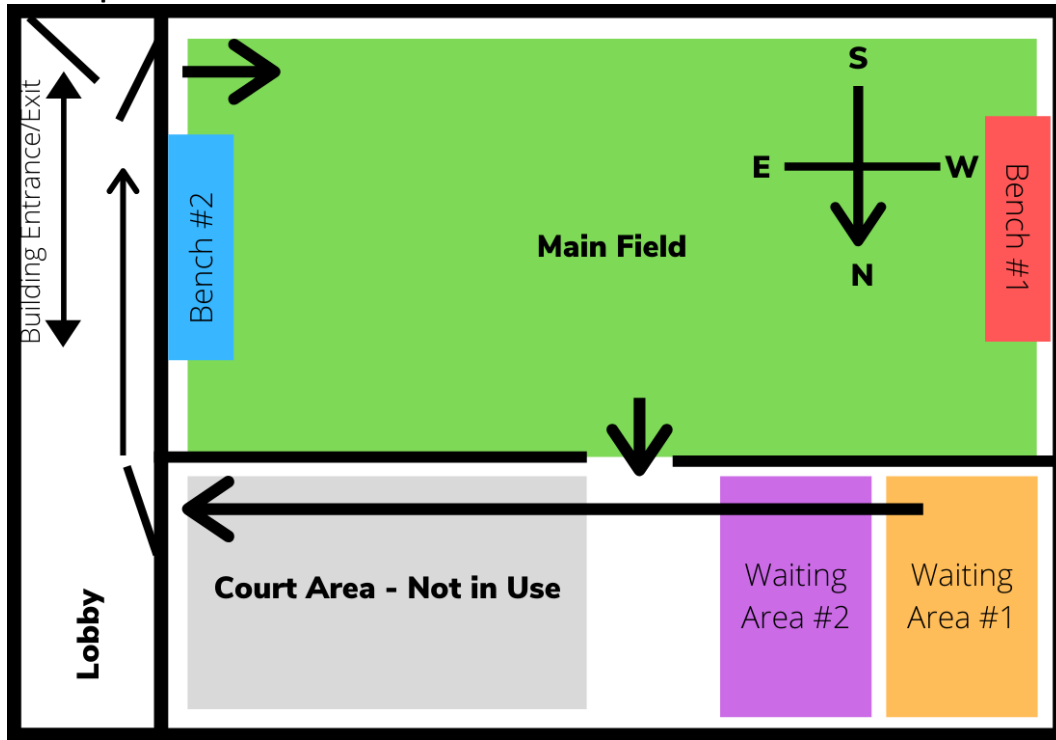 Building Entrance/Exit
S
E
W
N
Bench #2
Main Field
Bench #1
Court Area - Not in Use
Waiting
Area #2
Waiting
Area #1
Lobby